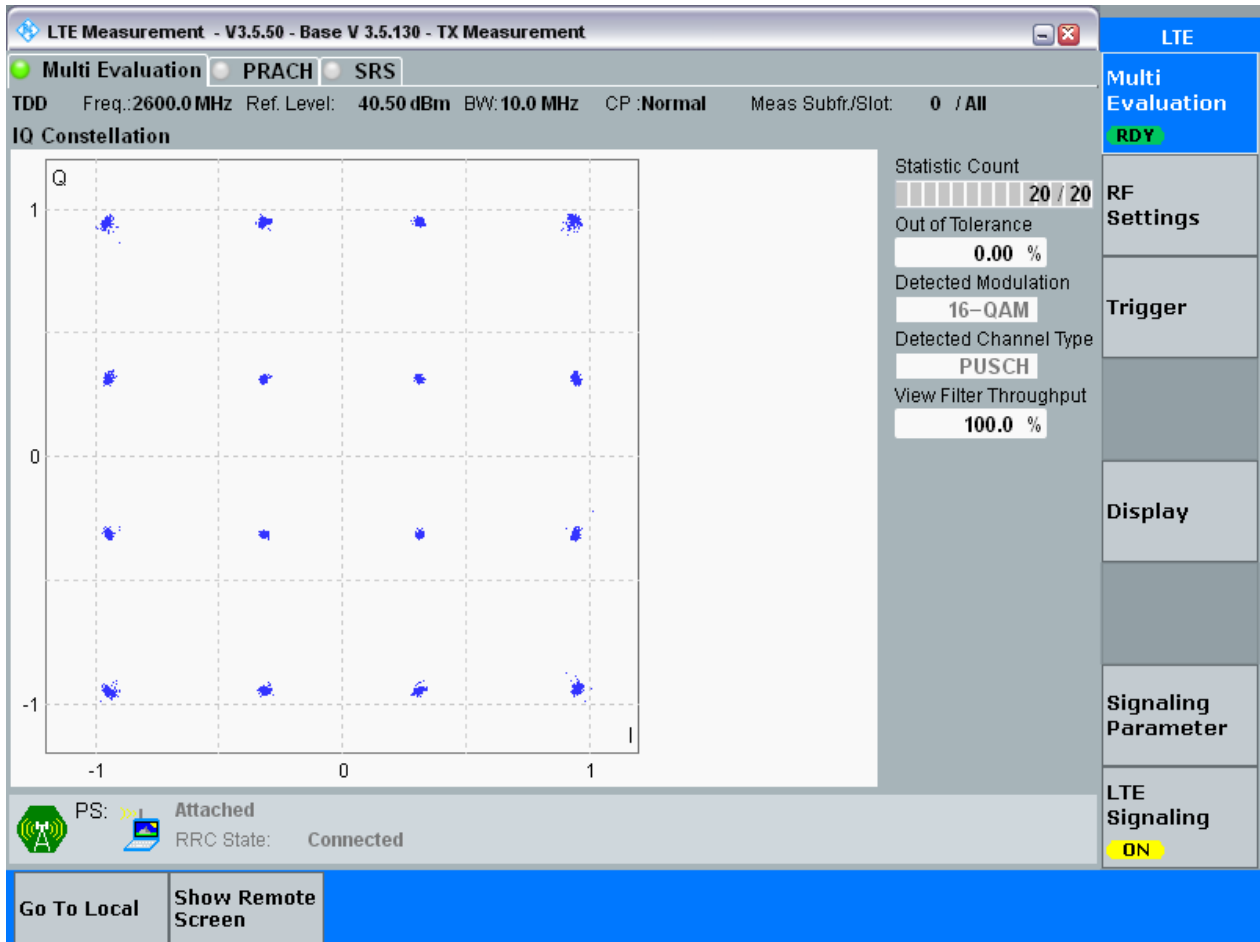 LTE Measurement - V3.5.50 - Base V 3.5.130 - TX Measurement
LTE
Multi Evaluation PRACH SRS
TDD Freq.:2600.0 MHz Ref. Level: 40.50 dBm BW:10.0 MHz CP :Normal Meas Subfr./Slot: 0 / All
IQ Constellation
Q
1
0
-1
I
-1 0 1
Statistic Count
20 / 20
Out of Tolerance
0.00 %
Detected Modulation
16-QAM
Detected Channel Type
PUSCH
View Filter Throughput
100.0 %
Multi
Evaluation
RDY
RF
Settings
Trigger
Display
Signaling
Parameter
LTE
Signaling
ON
PS: Attached
RRC State: Connected
Go To Local
Show Remote
Screen